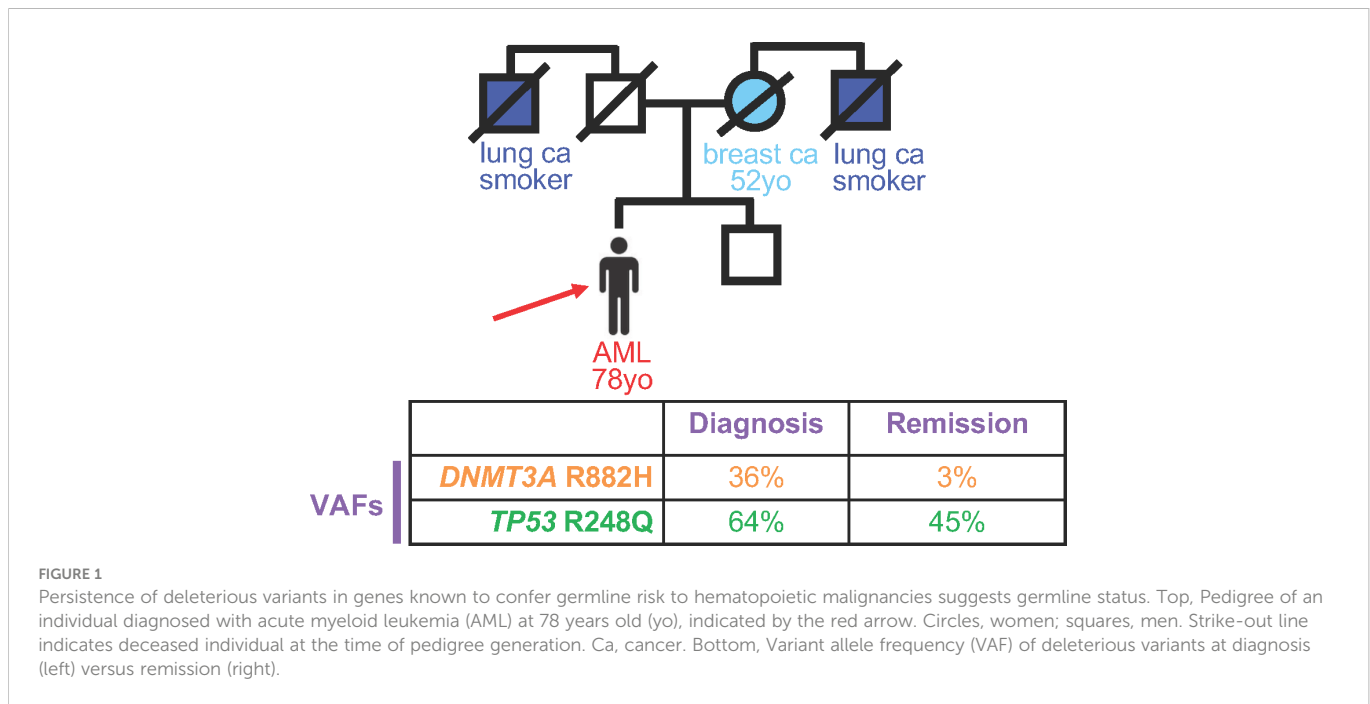 lung ca
smoker
breast ca
52yo
lung ca
smoker
AML
78yo
Diagnosis Remission
VAFs
DNMT3A R882H 36% 3%
TP53 R248Q 64% 45%
FIGURE 1
Persistence of deleterious variants in genes known to confer germline risk to hematopoietic malignancies suggests germline status. Top, Pedigree of an
individual diagnosed with acute myeloid leukemia (AML) at 78 years old (yo), indicated by the red arrow. Circles, women; squares, men. Strike-out line
indicates deceased individual at the time of pedigree generation. Ca, cancer. Bottom, Variant allele frequency (VAF) of deleterious variants at diagnosis
(left) versus remission (right).